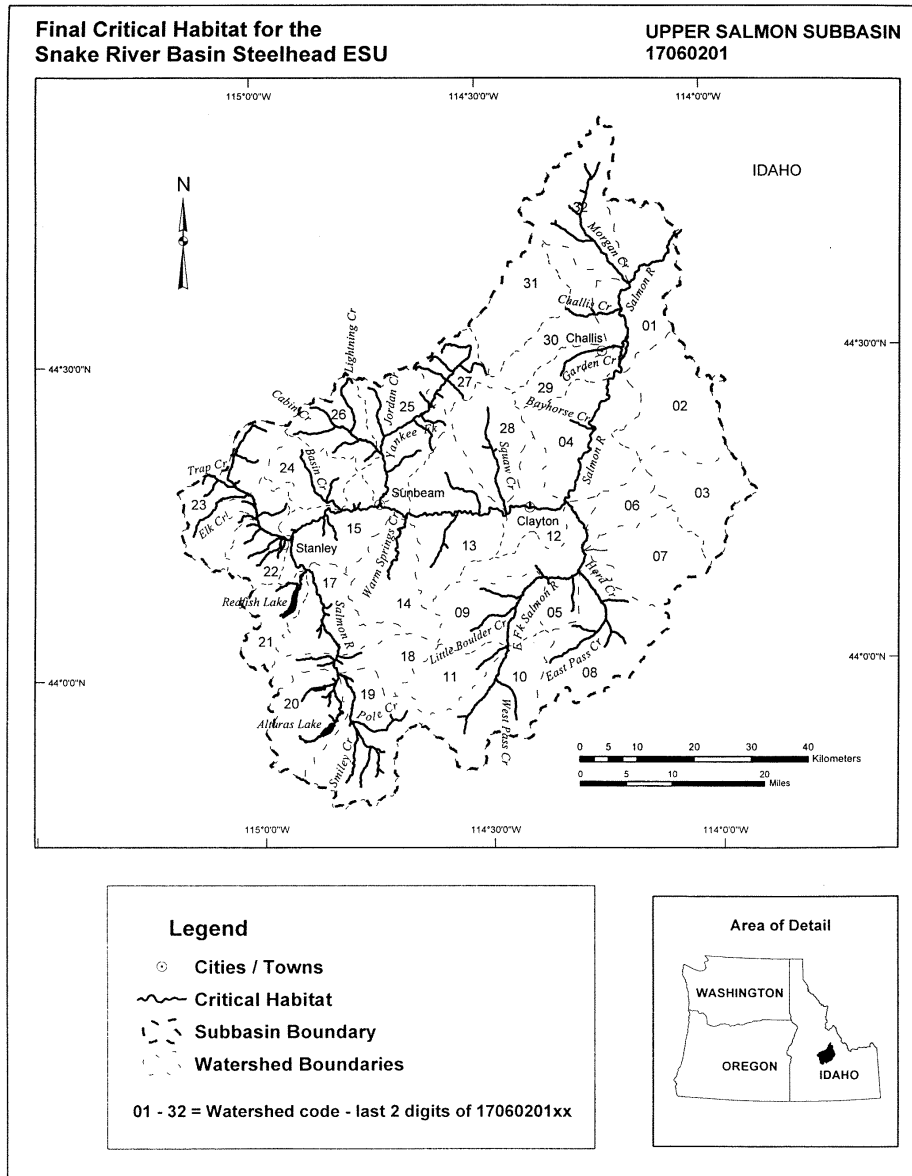 Final Critical Habitat for the
Snake River Basin Steelhead ESU
UPPER SALMON SUBBASIN
17060201
115°0'0"W
114°30'0"W
114°0'0"W
IDAHO
N
32
Morgan Cr
Salmon R
31
Challis Cr
01
44°30'0"N
44°30'0"N
30
Challis
Garden Cr
Lightning Cr
27
29
02
Cabin Cr
26
Jordan Cr
25
Bayhorse Cr
Yankee Fk
28
04
Squaw Cr
Salmon R
24
Basin Cr
Trap Cr
23
Sunbeam
03
06
Elk Crl
15
Clayton
12
Stanley
Warm Springs Cr
13
07
22
17
Herd Cr
Redfish Lake
14
09
E Fk Salmon R
05
Salmon R
Little Boulder Cr
21
18
East Pass Cr
08
44°0'0"N
44°0'0"N
11
10
20
19
Pole Cr
Alturas Lake
West Pass Cr
Smiley Cr
0 5 10 20 30 40
Kilometers
0 5 10 20
Miles
115°0'0"W
114°30'0"W
114°0'0"W
Legend
Cities / Towns
Critical Habitat
Subbasin Boundary
Watershed Boundaries
01 - 32 = Watershed code - last 2 digits of 17060201xx
Area of Detail
WASHINGTON
OREGON
IDAHO